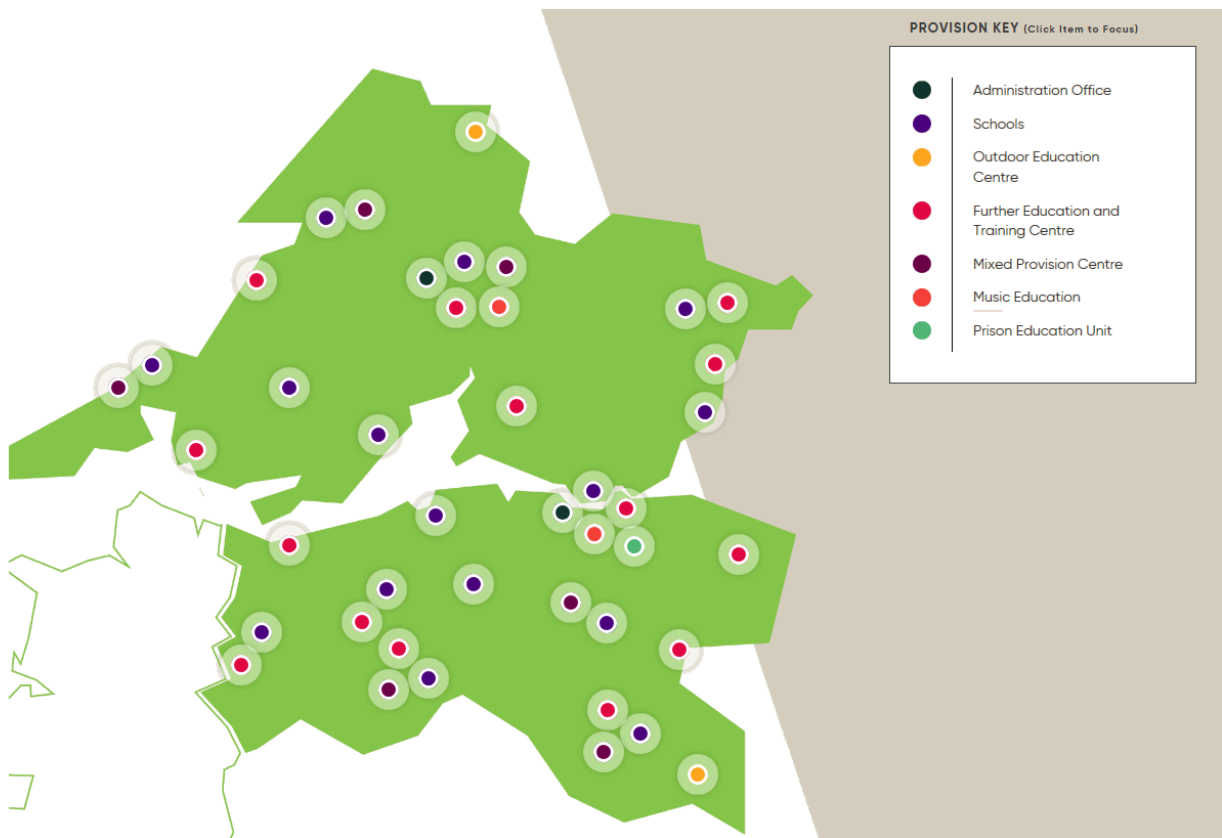 PROVISION KEY (Click Item to Focus)
Administration Office
Schools
Outdoor Education
Centre
Further Education and
Training Centre
Mixed Provision Centre
Music Education
Prison Education Unit